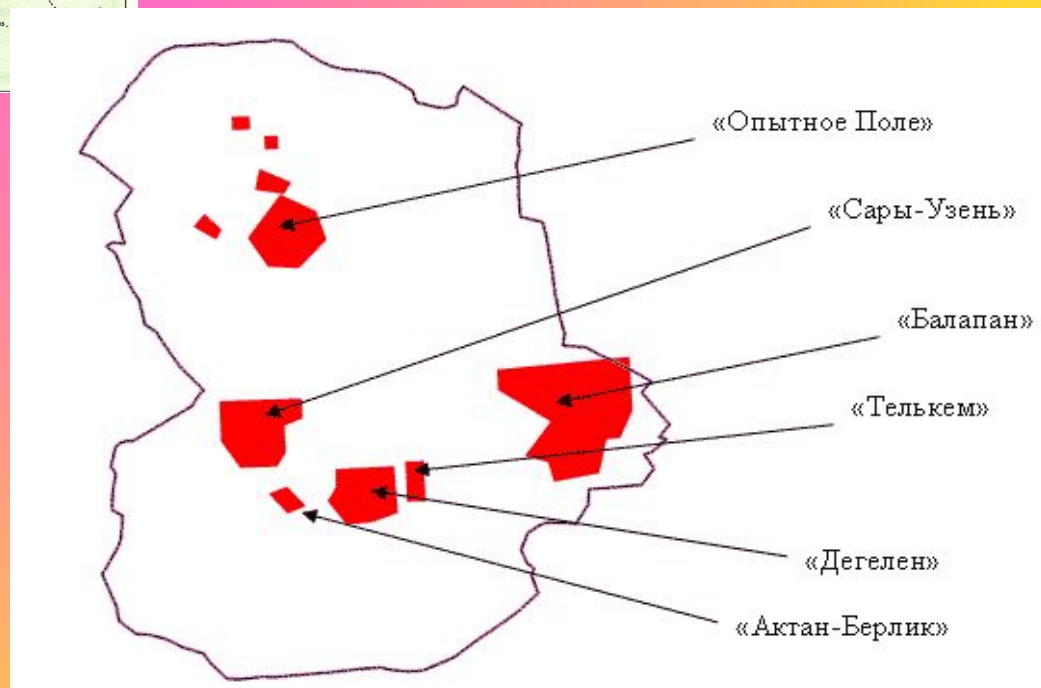 «Опытное Поле»
«Сары-Узень»
«Балапан»
«Телькем»
«Дегелен»
«Актан-Берлик»